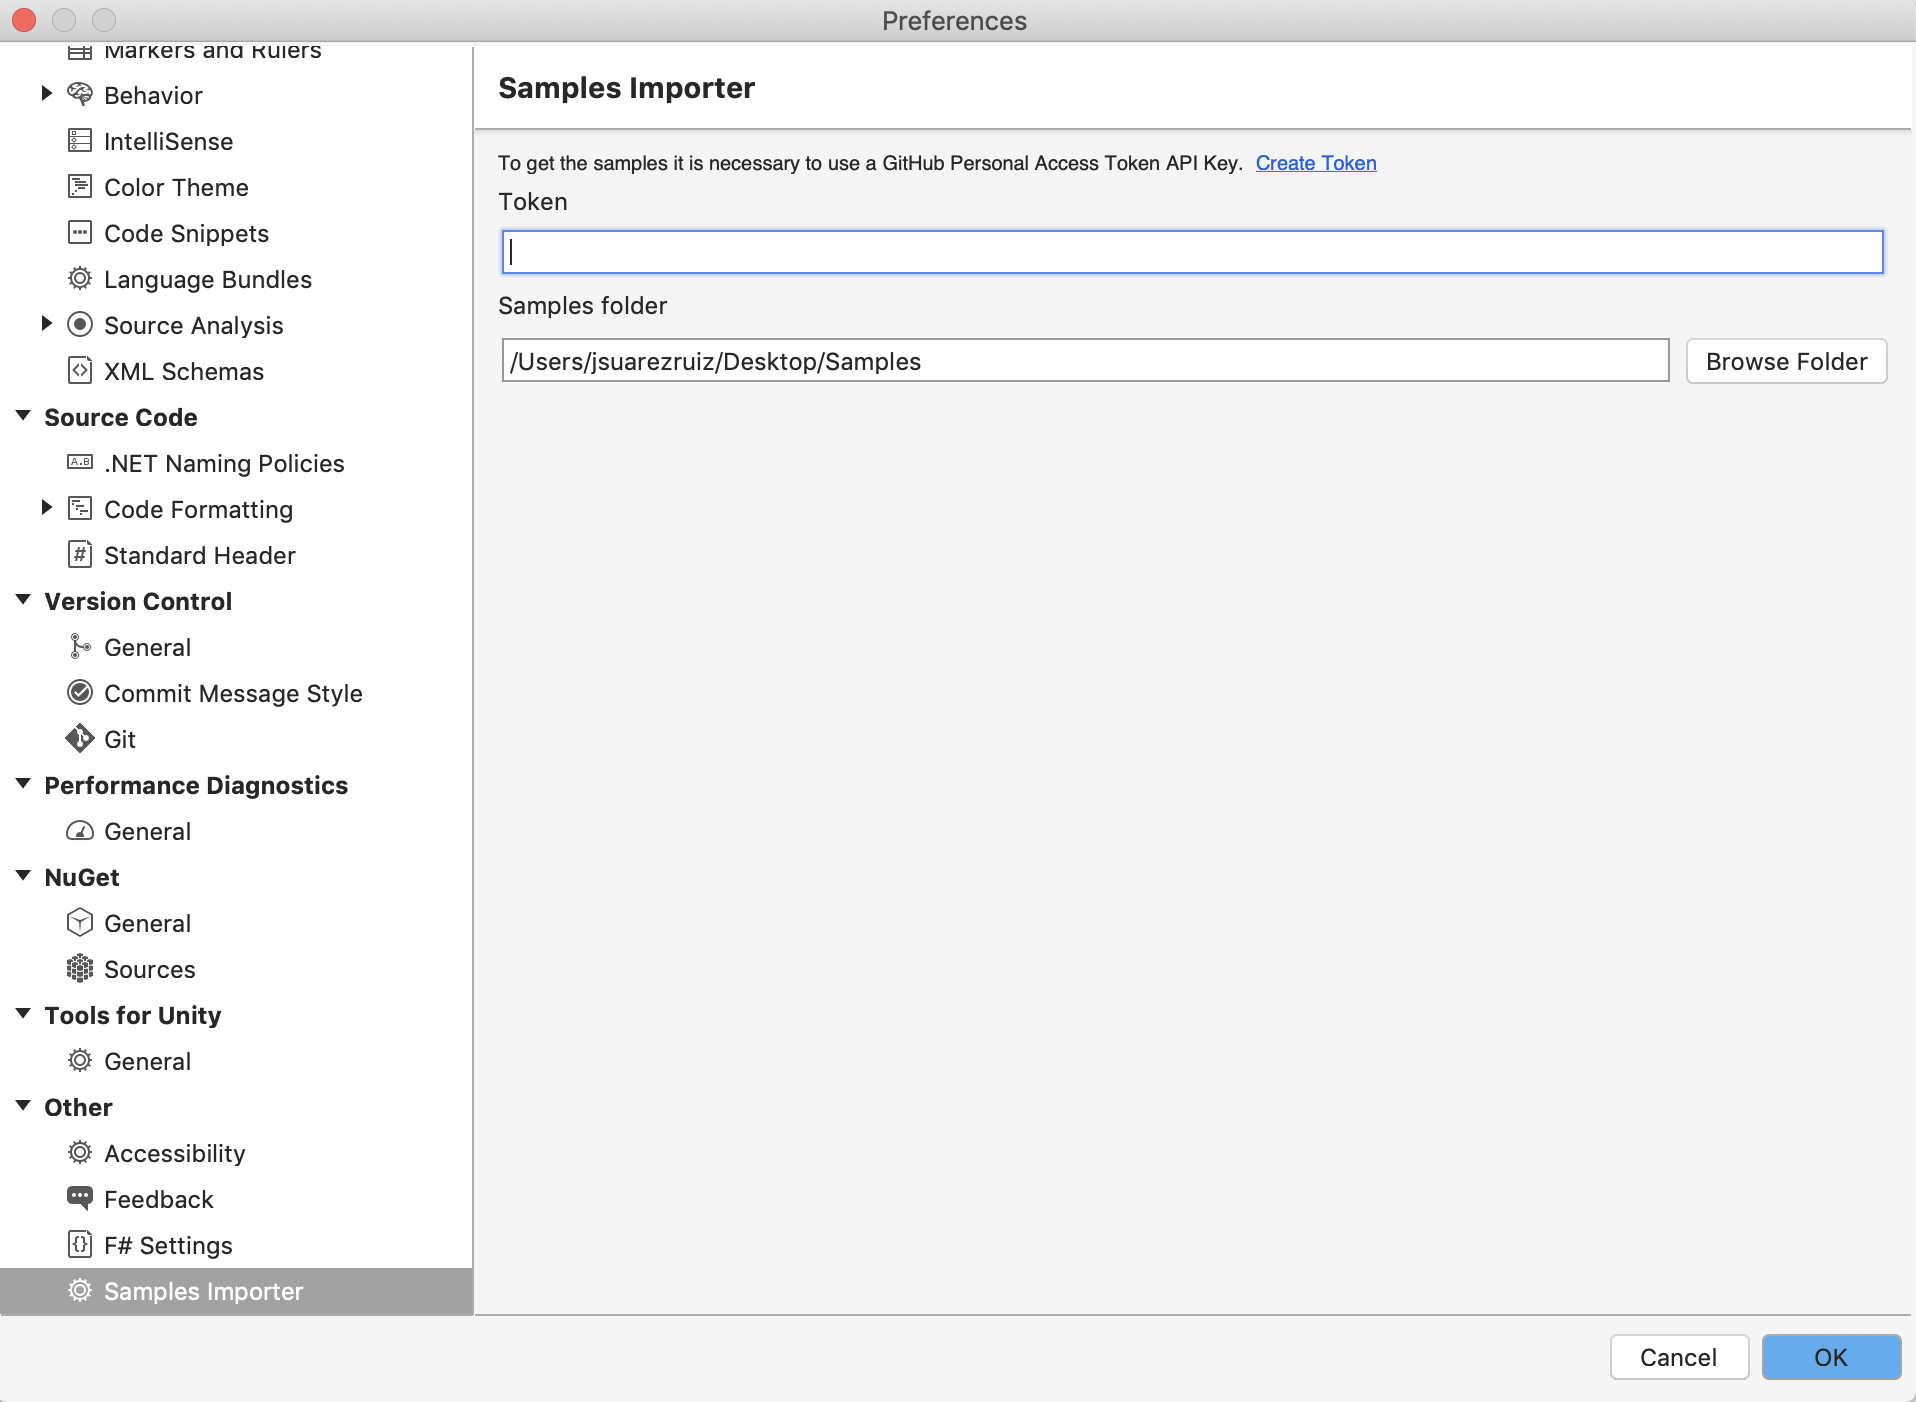 Preferences
Markers and Rulers
Behavior
IntelliSense
Color Theme
Code Snippets
Language Bundles
Source Analysis
XML Schemas
Source Code
.NET Naming Policies
Code Formatting
Standard Header
Version Control
General
Commit Message Style
Git
Performance Diagnostics
General
NuGet
General
Sources
Tools for Unity
General
Other
Accessibility
Feedback
F# Settings
Samples Importer
Samples Importer
To get the samples it is necessary to use a GitHub Personal Access Token API Key. Create Token
Token
Samples folder
/Users/jsuarezruiz/Desktop/Samples Browse Folder
Cancel OK